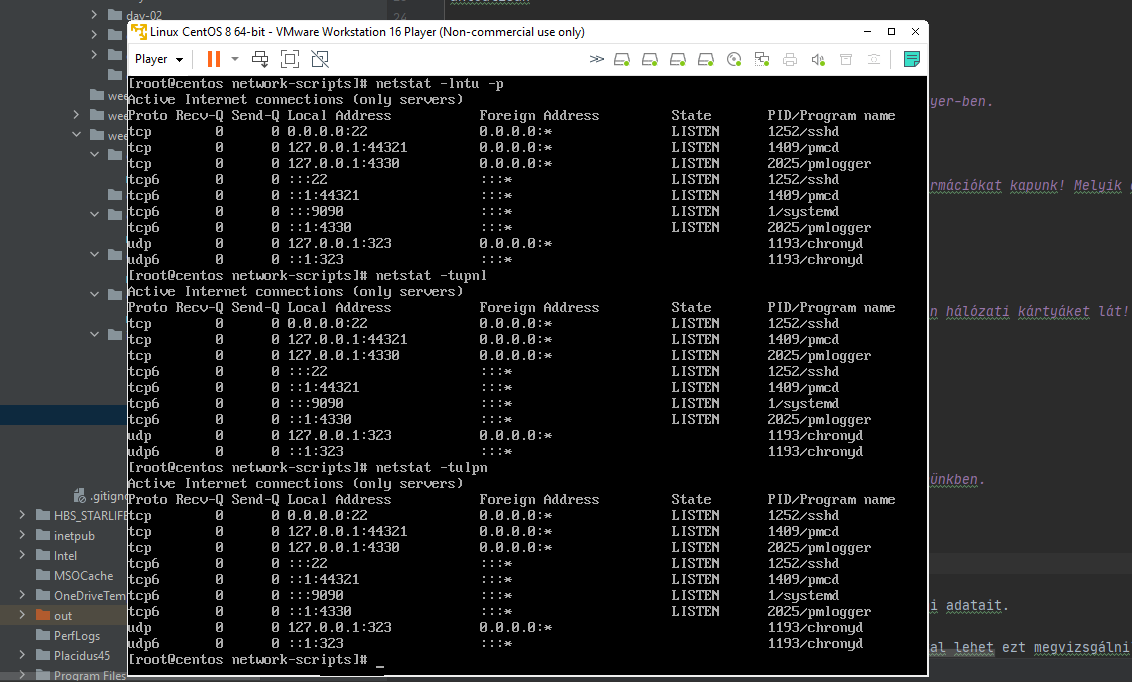 day-02
24
Linux CentOS 8 64-bit - VMware Workstation 16 Player (Non-commercial use only)
Player
[root@centos network-scripts]# netstat -lntu -p
Active Internet connections (only servers)
Proto Recv-Q Send-Q Local Address Foreign Address State PID/Program name
tcp 0 0 0.0.0.0:22 0.0.0.0:* LISTEN 1252/sshd
tcp 0 0 127.0.0.1:44321 0.0.0.0:* LISTEN 1409/pmcd
tcp 0 0 127.0.0.1:4330 0.0.0.0:* LISTEN 2025/pmlogger
tcp6 0 0 :::22 :::* LISTEN 1252/sshd
tcp6 0 0 ::1:44321 :::* LISTEN 1409/pmcd
tcp6 0 0 :::9090 :::* LISTEN 1/systemd
tcp6 0 0 ::1:4330 :::* LISTEN 2025/pmlogger
udp 0 0 127.0.0.1:323 0.0.0.0:* 1193/chronyd
udp6 0 0 ::1:323 :::* 1193/chronyd
[root@centos network-scripts]# netstat -tupnl
Active Internet connections (only servers)
Proto Recv-Q Send-Q Local Address Foreign Address State PID/Program name
tcp 0 0 0.0.0.0:22 0.0.0.0:* LISTEN 1252/sshd
tcp 0 0 127.0.0.1:44321 0.0.0.0:* LISTEN 1409/pmcd
tcp 0 0 127.0.0.1:4330 0.0.0.0:* LISTEN 2025/pmlogger
tcp6 0 0 :::22 :::* LISTEN 1252/sshd
tcp6 0 0 ::1:44321 :::* LISTEN 1409/pmcd
tcp6 0 0 :::9090 :::* LISTEN 1/systemd
tcp6 0 0 ::1:4330 :::* LISTEN 2025/pmlogger
udp 0 0 127.0.0.1:323 0.0.0.0:* 1193/chronyd
udp6 0 0 ::1:323 :::* 1193/chronyd
[root@centos network-scripts]# netstat -tulpn
Active Internet connections (only servers)
Proto Recv-Q Send-Q Local Address Foreign Address State PID/Program name
tcp 0 0 0.0.0.0:22 0.0.0.0:* LISTEN 1252/sshd
tcp 0 0 127.0.0.1:44321 0.0.0.0:* LISTEN 1409/pmcd
tcp 0 0 127.0.0.1:4330 0.0.0.0:* LISTEN 2025/pmlogger
tcp6 0 0 :::22 :::* LISTEN 1252/sshd
tcp6 0 0 ::1:44321 :::* LISTEN 1409/pmcd
tcp6 0 0 :::9090 :::* LISTEN 1/systemd
tcp6 0 0 ::1:4330 :::* LISTEN 2025/pmlogger
udp 0 0 127.0.0.1:323 0.0.0.0:* 1193/chronyd
udp6 0 0 ::1:323 :::* 1193/chronyd
[root@centos network-scripts]# _
wee
wee
wee
.gitigno
HBS_STARLIFE
inetpub
Intel
MSOCache
OneDriveTem
out
PerfLogs
Placidus45
Program Files
yer-ben.
rmációkat kapunk! Melyik
n hálózati kártyáket lát!
ünkben.
i adatait.
al lehet ezt megvizsgálni